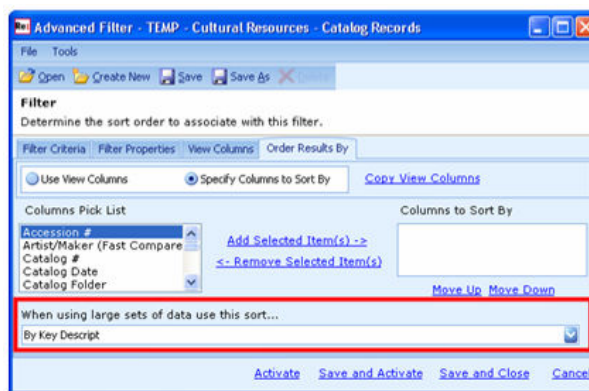 Re: Advanced Filter - TEMP - Cultural Resources - Catalog Records
File Tools
Open Create New Save Save As Delete
Filter
Determine the sort order to associate with this filter.
Filter Criteria Filter Properties View Columns Order Results By
Use View Columns Specify Columns to Sort By Copy View Columns
Columns Pick List Columns to Sort By
Accession #
Artist/Maker (Fast Compare
Catalog #
Catalog Date
Catalog Folder
Add Selected Item(s) ->
<- Remove Selected Item(s)
Move Up Move Down
When using large sets of data use this sort...
By Key Descript
Activate Save and Activate Save and Close Cancel